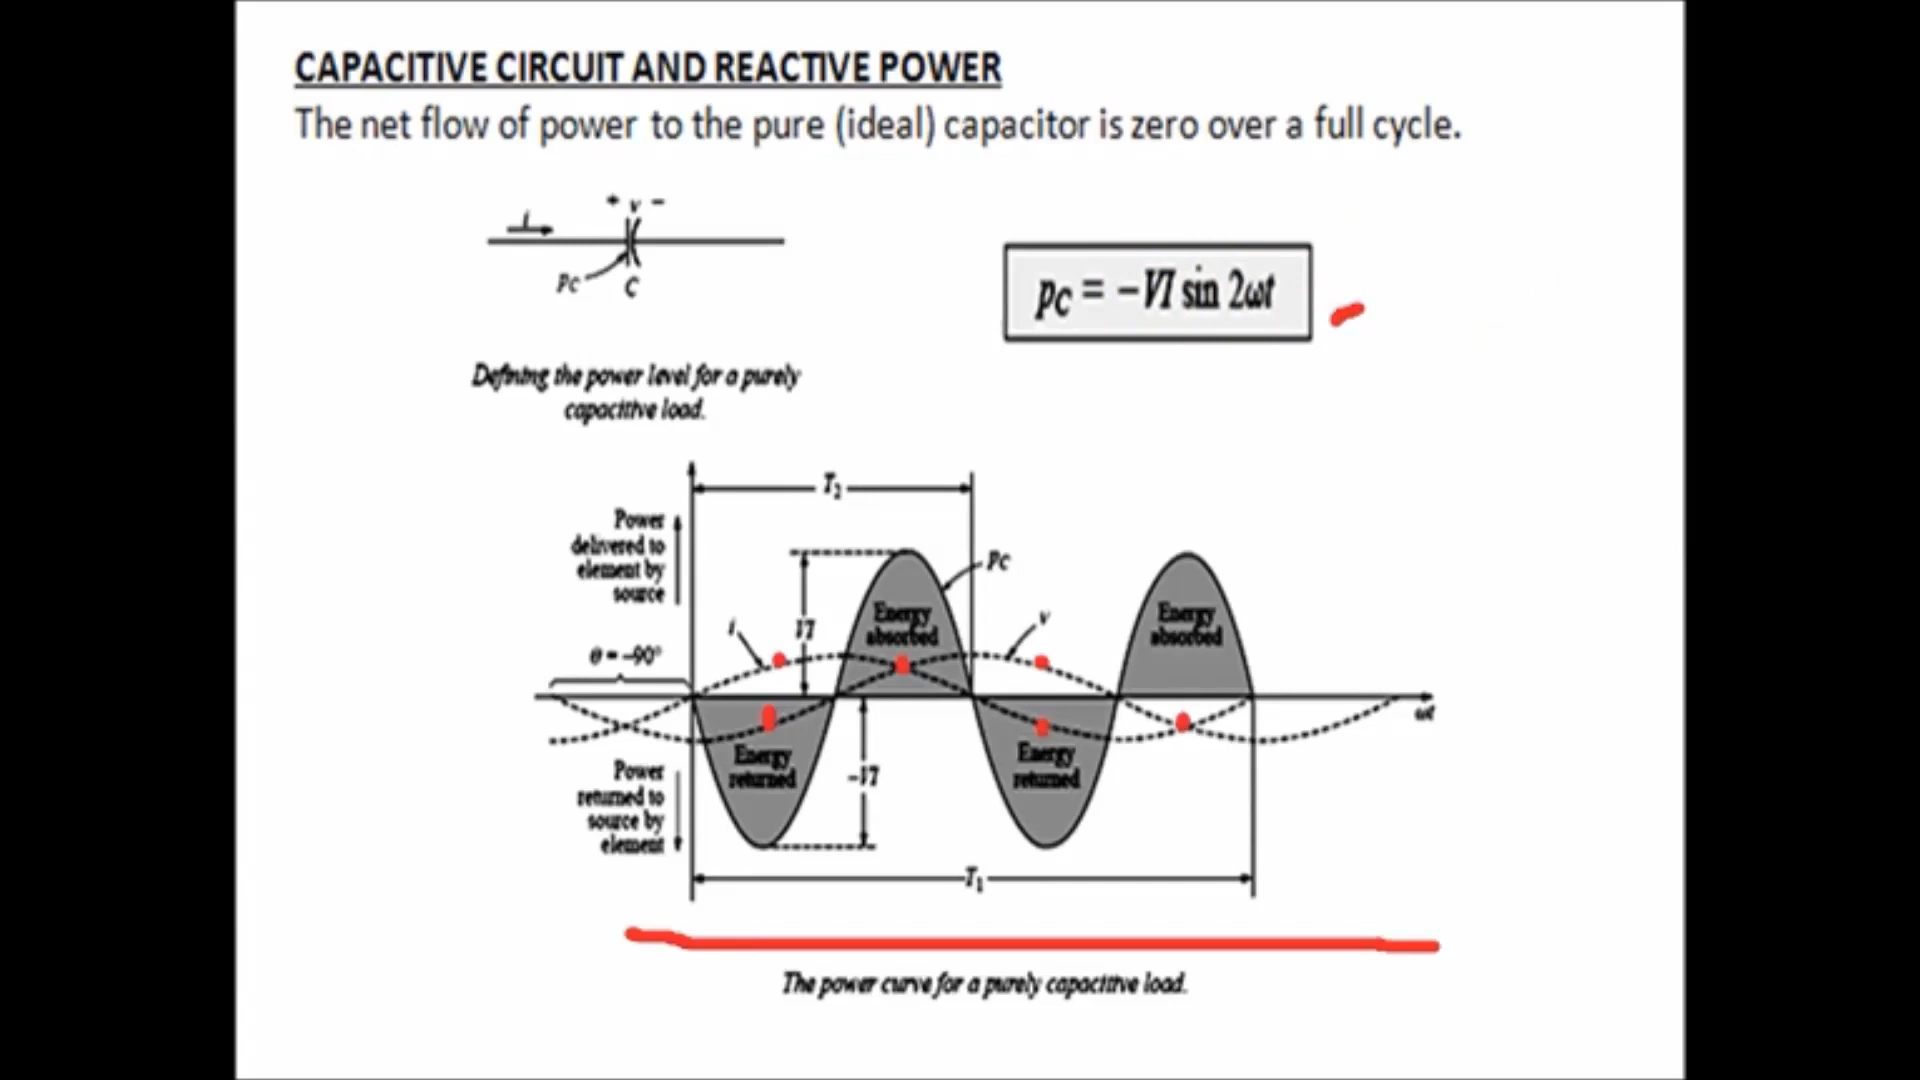 CAPACITIVE CIRCUIT AND REACTIVE POWER
The net flow of power to the pure (ideal) capacitor is zero over a full cycle.
+ v −
i
pC
C
pC = −VI sin 2ωt
Defining the power level for a purely
capacitive load.
T2
Power
delivered to
element by
source
pC
Energy
absorbed
Energy
absorbed
i
VI
v
θ = −90°
ωt
Energy
returned
Energy
returned
Power
returned to
source by
element
−VI
T1
The power curve for a purely capacitive load.